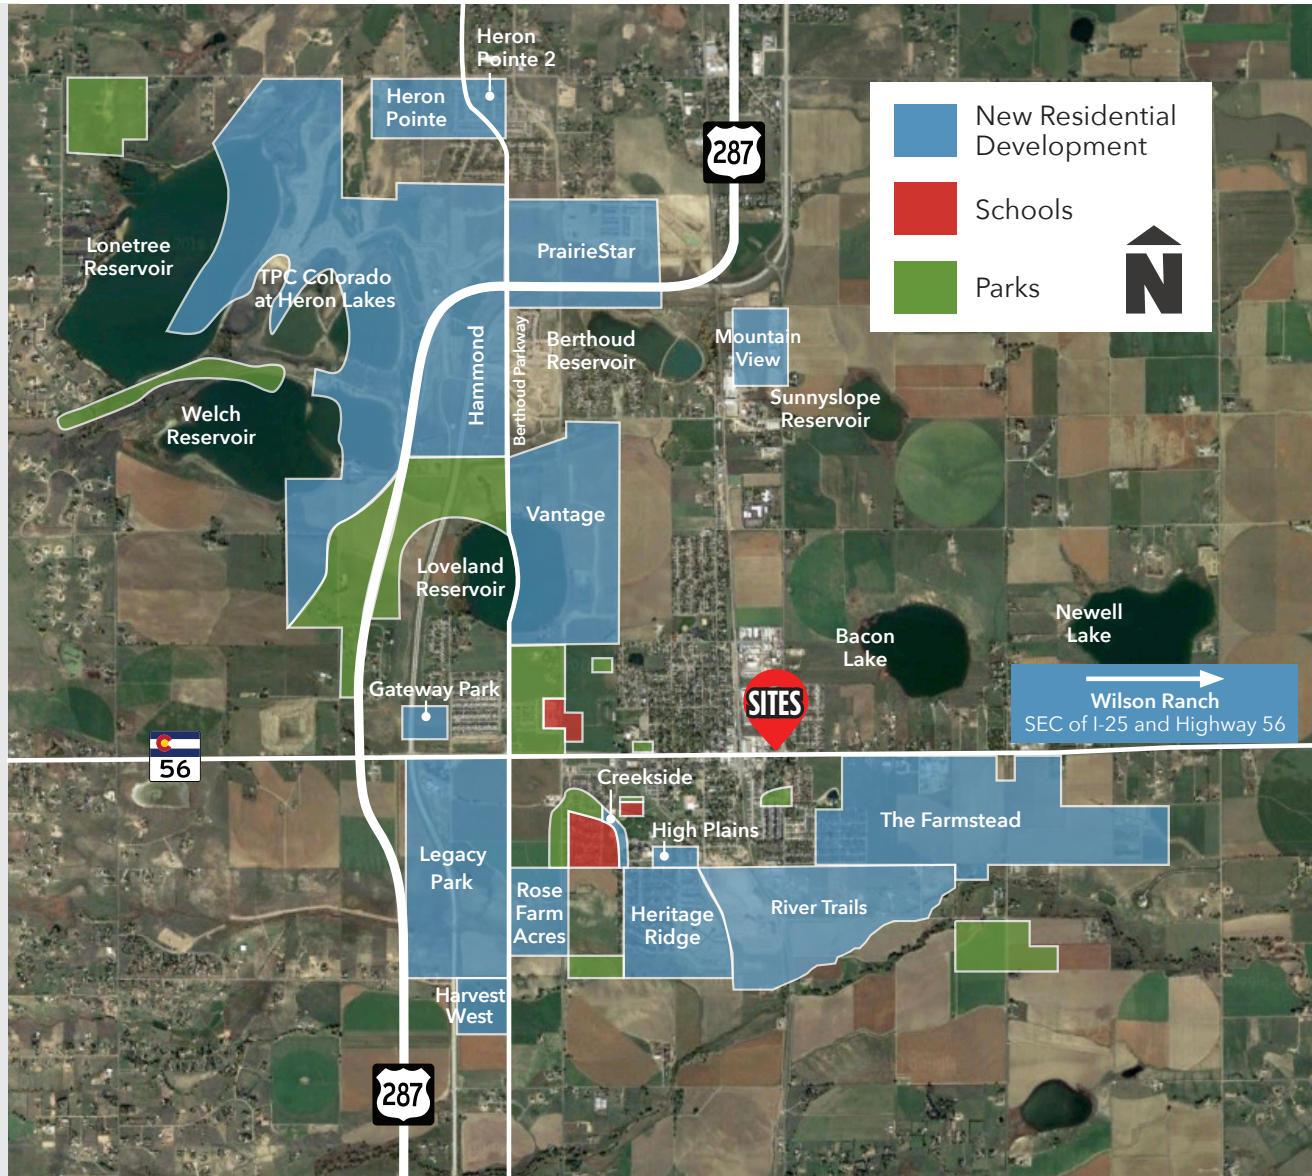 Heron
Pointe 2
Heron
Pointe
287
New Residential
Development
Schools
Parks
N
Lonetree
Reservoir
TPC Colorado
at Heron Lakes
PrairieStar
Hammond
Berthoud Parkway
Berthoud
Reservoir
Mountain
View
Sunnyslope
Reservoir
Welch
Reservoir
Vantage
Loveland
Reservoir
Bacon
Lake
Newell
Lake
Gateway Park
SITES
Wilson Ranch
SEC of I-25 and Highway 56
56
Creekside
High Plains
The Farmstead
Legacy
Park
Rose
Farm
Acres
Heritage
Ridge
River Trails
Harvest
West
287